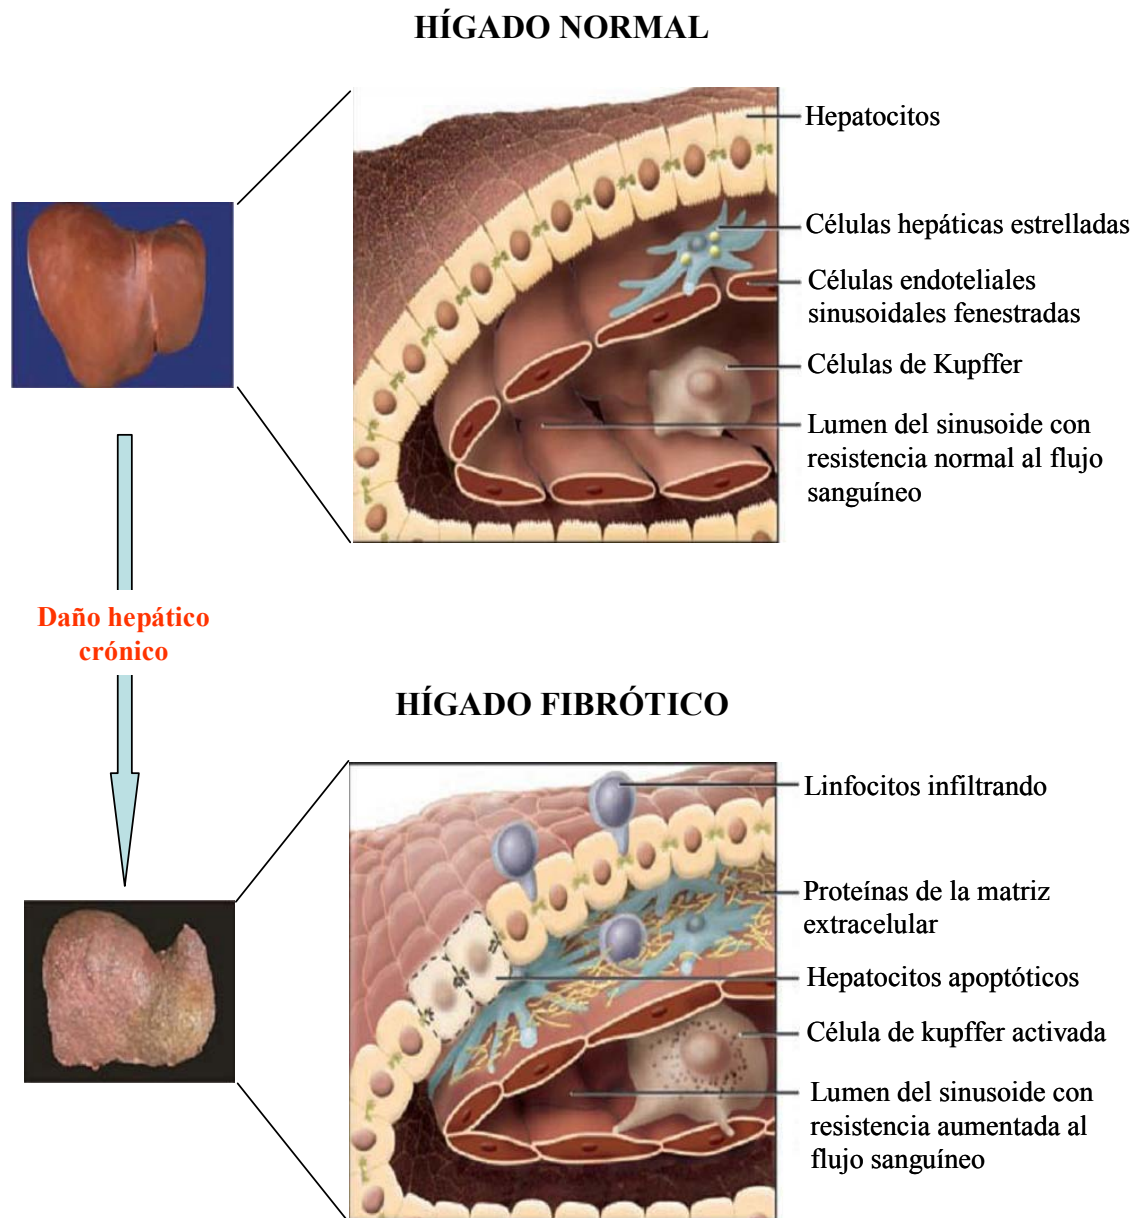 HÍGADO NORMAL
Hepatocitos
Células hepáticas estrelladas
Células endoteliales
sinusoidales fenestradas
Células de Kupffer
Lumen del sinusoide con
resistencia normal al flujo
sanguíneo
Daño hepático
crónico
HÍGADO FIBRÓTICO
Linfocitos infiltrando
Proteínas de la matriz
extracelular
Hepatocitos apoptóticos
Célula de kupffer activada
Lumen del sinusoide con
resistencia aumentada al
flujo sanguíneo